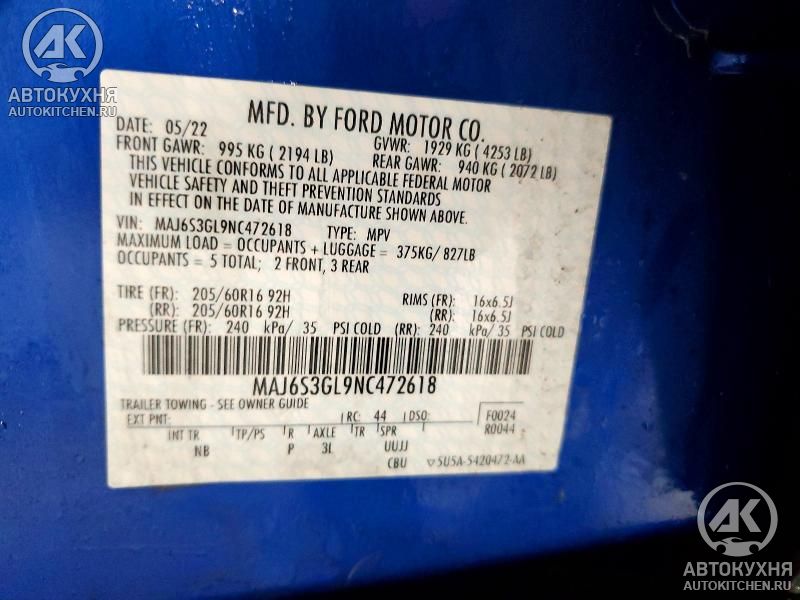 АК
АВТОКУХНЯ
AUTOKITCHEN.RU
MFD. BY FORD MOTOR CO.
DATE: 05/22 GVWR: 1929 KG ( 4253 LB)
FRONT GAWR: 995 KG ( 2194 LB) REAR GAWR: 940 KG ( 2072 LB)
THIS VEHICLE CONFORMS TO ALL APPLICABLE FEDERAL MOTOR
VEHICLE SAFETY AND THEFT PREVENTION STANDARDS
IN EFFECT ON THE DATE OF MANUFACTURE SHOWN ABOVE.
VIN: MAJ6S3GL9NC472618 TYPE: MPV
MAXIMUM LOAD = OCCUPANTS + LUGGAGE = 375KG/ 827LB
OCCUPANTS = 5 TOTAL; 2 FRONT, 3 REAR
TIRE (FR): 205/60R16 92H RIMS (FR): 16x6.5J
(RR): 205/60R16 92H (RR): 16x6.5J
PRESSURE (FR): 240 kPa/ 35 PSI COLD (RR): 240 kPa/ 35 PSI COLD
MAJ6S3GL9NC472618
TRAILER TOWING - SEE OWNER GUIDE
EXT PNT: RC: 44 DSO: F0024
R0044
INT TR TP/PS R AXLE TR SPR
NB P 3L UUJJ
CBU 5U5A-5420472-AA
АК
АВТОКУХНЯ
AUTOKITCHEN.RU